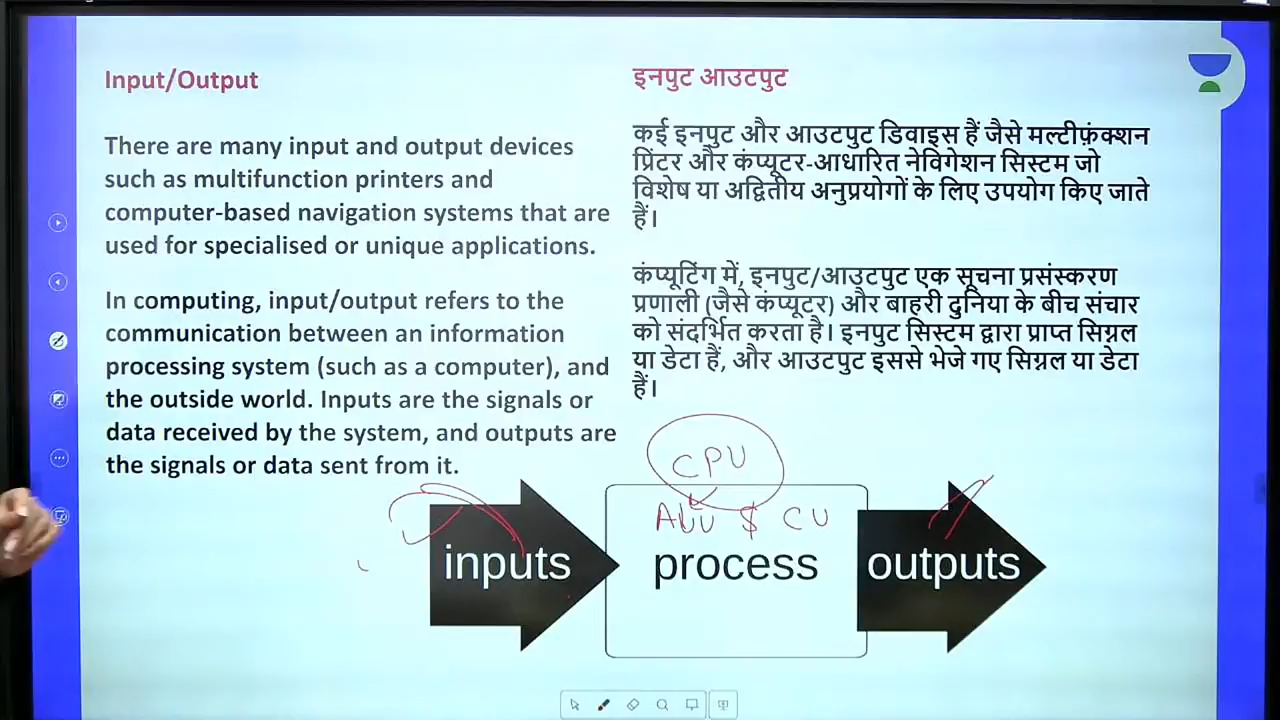 Input/Output
There are many input and output devices
such as multifunction printers and
computer-based navigation systems that are
used for specialised or unique applications.
In computing, input/output refers to the
communication between an information
processing system (such as a computer), and
the outside world. Inputs are the signals or
data received by the system, and outputs are
the signals or data sent from it.
इनपुट आउटपुट
कई इनपुट और आउटपुट डिवाइस हैं जैसे मल्टीफ़ंक्शन
प्रिंटर और कंप्यूटर-आधारित नेविगेशन सिस्टम जो
विशेष या अद्वितीय अनुप्रयोगों के लिए उपयोग किए जाते
हैं।
कंप्यूटिंग में, इनपुट/आउटपुट एक सूचना प्रसंस्करण
प्रणाली (जैसे कंप्यूटर) और बाहरी दुनिया के बीच संचार
को संदर्भित करता है। इनपुट सिस्टम द्वारा प्राप्त सिग्नल
या डेटा हैं, और आउटपुट इससे भेजे गए सिग्नल या डेटा
हैं।
CPU
ALU $ CU
inputs
process
outputs